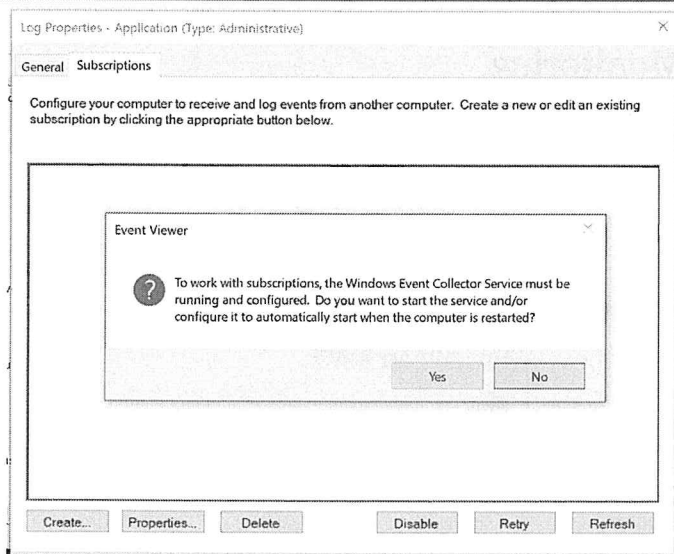 Log Properties - Application (Type: Administrative)
General Subscriptions
Configure your computer to receive and log events from another computer. Create a new or edit an existing
subscription by clicking the appropriate button below.
Event Viewer
To work with subscriptions, the Windows Event Collector Service must be
running and configured. Do you want to start the service and/or
configure it to automatically start when the computer is restarted?
Yes No
Create... Properties... Delete Disable Retry Refresh